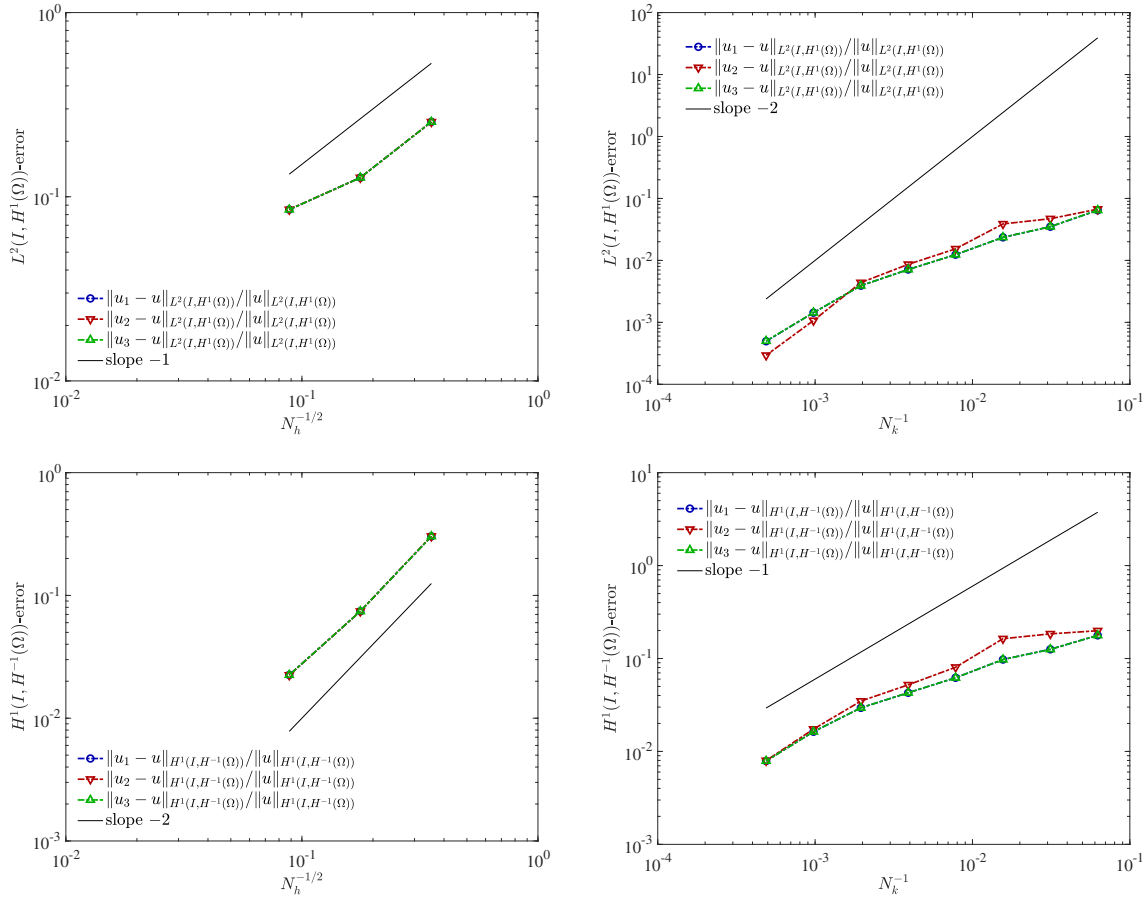 10^0
10^{-1}
10^{-2}
L^2(I, H^1(Ω))-error
‖u_1 − u‖_{L^2(I,H^1(Ω))}/‖u‖_{L^2(I,H^1(Ω))}
‖u_2 − u‖_{L^2(I,H^1(Ω))}/‖u‖_{L^2(I,H^1(Ω))}
‖u_3 − u‖_{L^2(I,H^1(Ω))}/‖u‖_{L^2(I,H^1(Ω))}
slope −1
10^{-2} 10^{-1} 10^0
N_h^{-1/2}
10^2
10^1
10^0
10^{-1}
10^{-2}
10^{-3}
10^{-4}
L^2(I, H^1(Ω))-error
‖u_1 − u‖_{L^2(I,H^1(Ω))}/‖u‖_{L^2(I,H^1(Ω))}
‖u_2 − u‖_{L^2(I,H^1(Ω))}/‖u‖_{L^2(I,H^1(Ω))}
‖u_3 − u‖_{L^2(I,H^1(Ω))}/‖u‖_{L^2(I,H^1(Ω))}
slope −2
10^{-4} 10^{-3} 10^{-2} 10^{-1}
N_k^{-1}
10^0
10^{-1}
10^{-2}
10^{-3}
H^1(I, H^{-1}(Ω))-error
‖u_1 − u‖_{H^1(I,H^{-1}(Ω))}/‖u‖_{H^1(I,H^{-1}(Ω))}
‖u_2 − u‖_{H^1(I,H^{-1}(Ω))}/‖u‖_{H^1(I,H^{-1}(Ω))}
‖u_3 − u‖_{H^1(I,H^{-1}(Ω))}/‖u‖_{H^1(I,H^{-1}(Ω))}
slope −2
10^{-2} 10^{-1} 10^0
N_h^{-1/2}
10^1
10^0
10^{-1}
10^{-2}
10^{-3}
H^1(I, H^{-1}(Ω))-error
‖u_1 − u‖_{H^1(I,H^{-1}(Ω))}/‖u‖_{H^1(I,H^{-1}(Ω))}
‖u_2 − u‖_{H^1(I,H^{-1}(Ω))}/‖u‖_{H^1(I,H^{-1}(Ω))}
‖u_3 − u‖_{H^1(I,H^{-1}(Ω))}/‖u‖_{H^1(I,H^{-1}(Ω))}
slope −1
10^{-4} 10^{-3} 10^{-2} 10^{-1}
N_k^{-1}